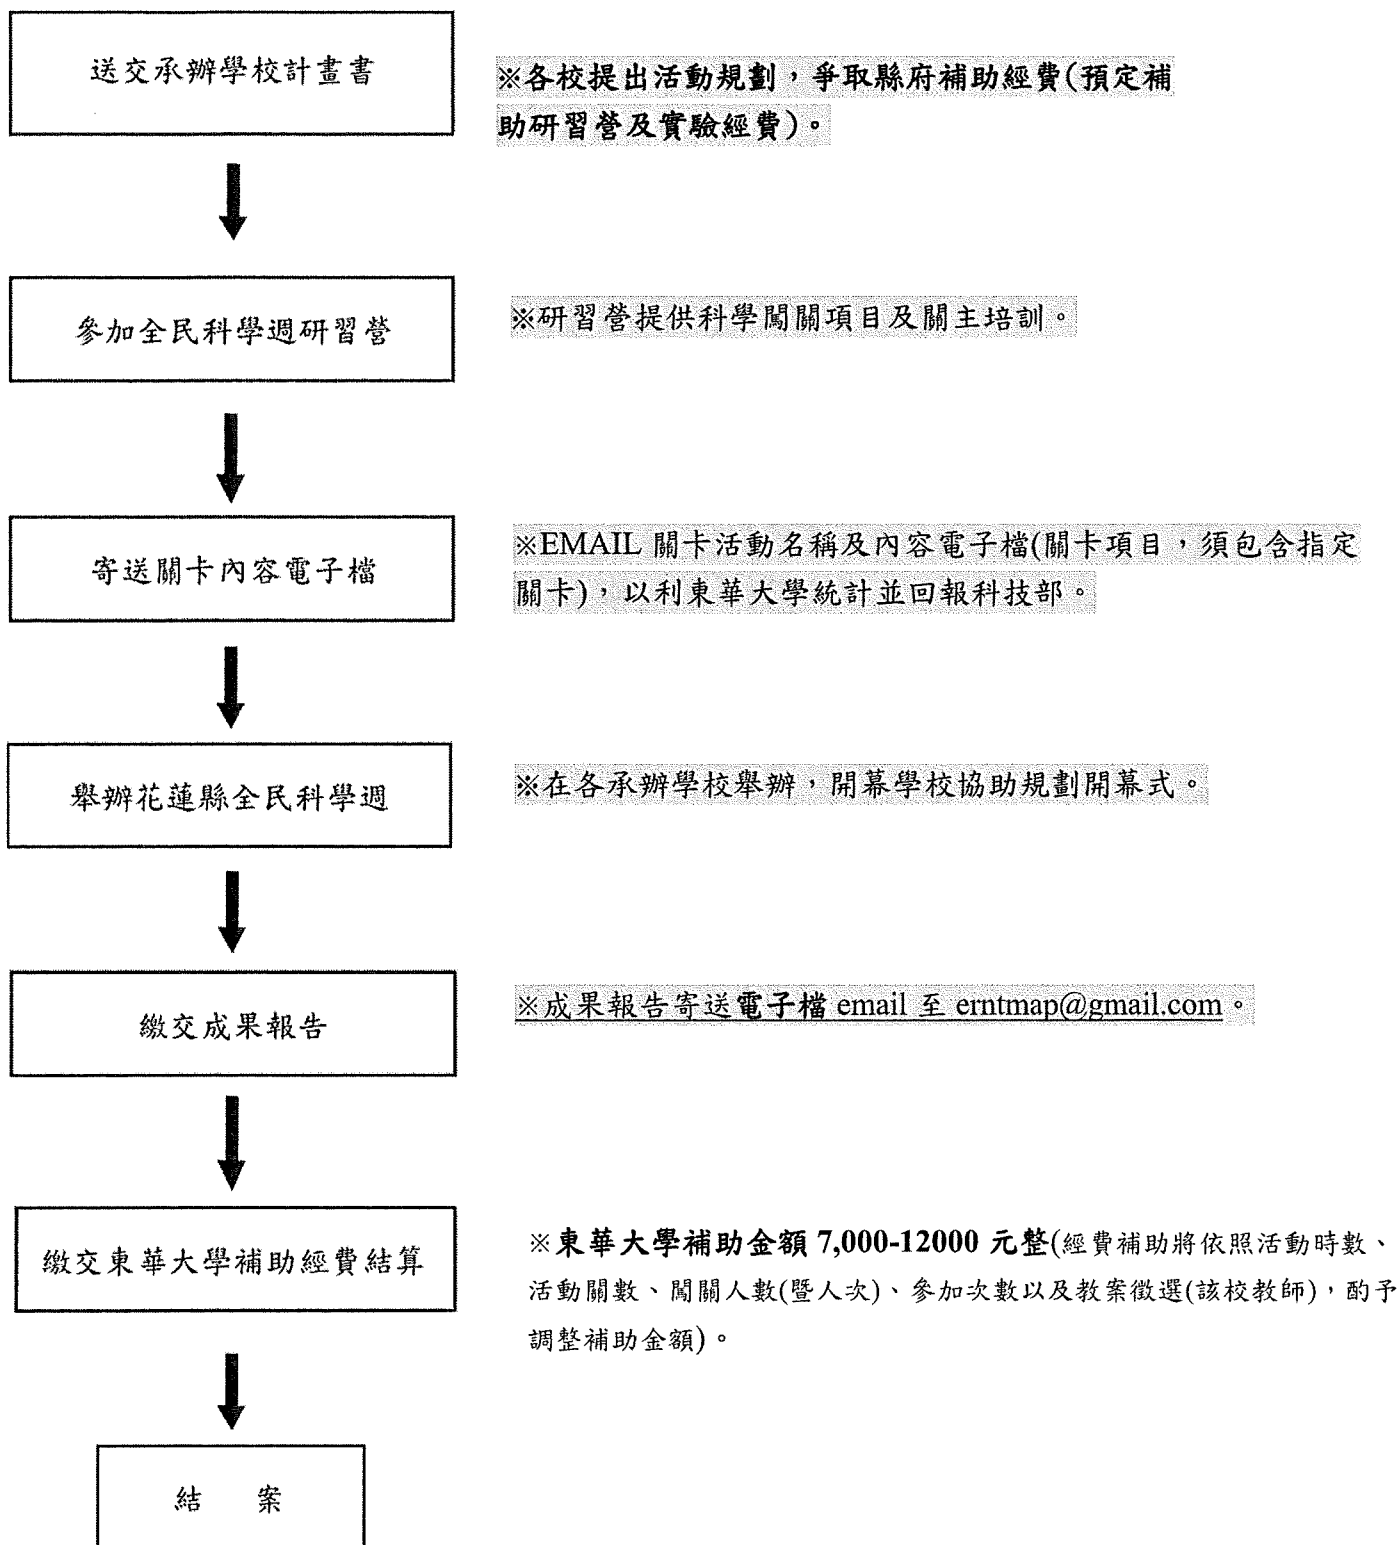 送交承辦學校計畫書
※各校提出活動規劃，爭取縣府補助經費(預定補
助研習營及實驗經費)。
參加全民科學週研習營
※研習營提供科學闖關項目及關主培訓。
寄送關卡內容電子檔
※EMAIL 關卡活動名稱及內容電子檔(關卡項目，須包含指定
關卡)，以利東華大學統計並回報科技部。
舉辦花蓮縣全民科學週
※在各承辦學校舉辦，開幕學校協助規劃開幕式。
繳交成果報告
※成果報告寄送電子檔 email 至 erntmap@gmail.com。
繳交東華大學補助經費結算
※東華大學補助金額 7,000-12000 元整(經費補助將依照活動時數、
活動關數、闖關人數(暨人次)、參加次數以及教案徵選(該校教師)，酌予
調整補助金額)。
結　案